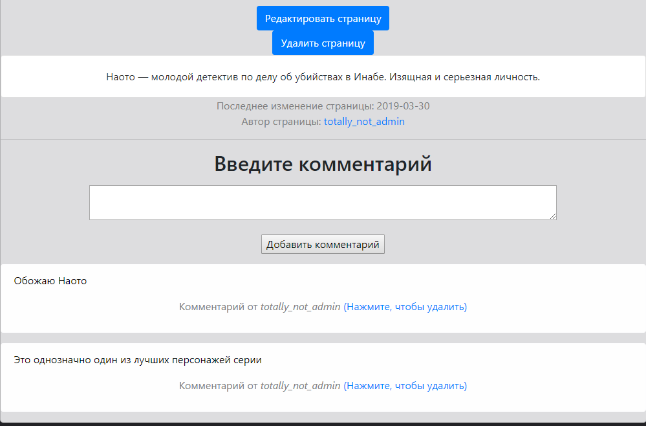 Редактировать страницу
Удалить страницу
Наото — молодой детектив по делу об убийствах в Инабе. Изящная и серьезная личность.
Последнее изменение страницы: 2019-03-30
Автор страницы: totally_not_admin
Введите комментарий
Добавить комментарий
Обожаю Наото
Комментарий от totally_not_admin (Нажмите, чтобы удалить)
Это однозначно один из лучших персонажей серии
Комментарий от totally_not_admin (Нажмите, чтобы удалить)